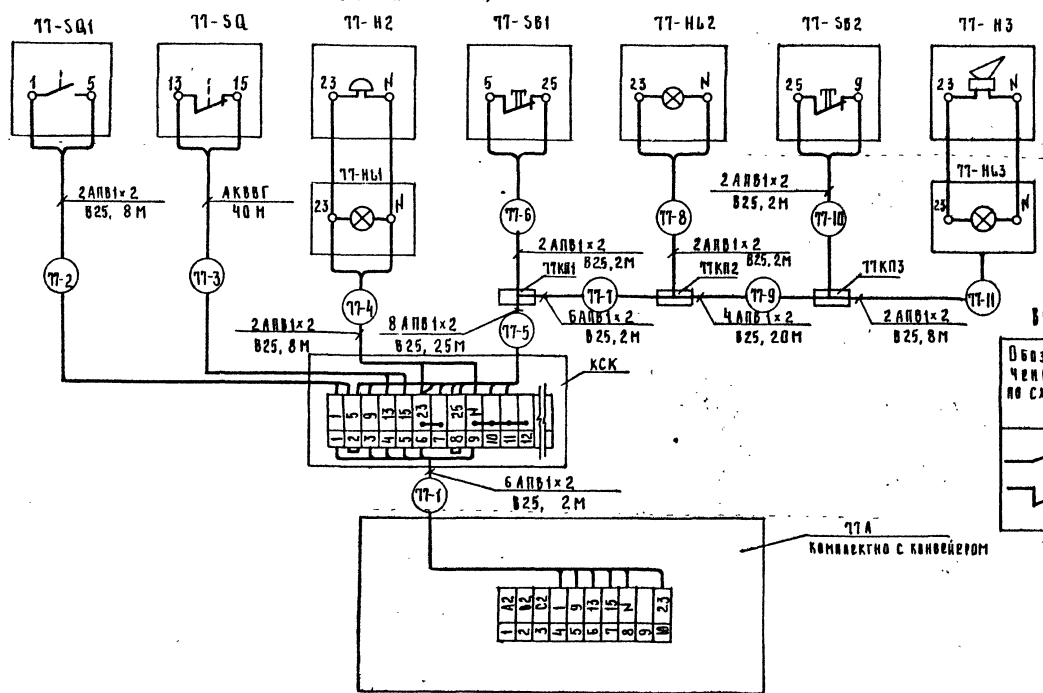 77-SQ1
77-SQ
77-H2
77-SB1
77-HL2
77-SB2
77-H3
1 5
13 15
23 N
5 25
23 N
25 9
23 N
77-HL1
23 N
77-HL3
23 N
2АПВ1×2
В25, 8М
АКВВГ
40М
2АПВ1×2
В25, 2М
77-2
77-3
77-4
77-6
77-8
77-10
2АПВ1×2
В25, 2М
2АПВ1×2
В25, 2М
77КП1
77-7
77КП2
77-9
77КП3
77-11
2АПВ1×2
В25, 8М
8АПВ1×2
В25, 25М
77-5
6АПВ1×2
В25, 2М
4АПВ1×2
В25, 20М
2АПВ1×2
В25, 8М
КСК
1 5 9 13 15 23 25 N
1 2 3 4 5 6 7 8 9 10 11 12
77-1
6АПВ1×2
В25, 2М
77А
Комплектно с конвейером
А2 В2 С2 1 9 13 15 N 23
1 2 3 4 5 6 7 8 9 10
Обоз
чени
по сх